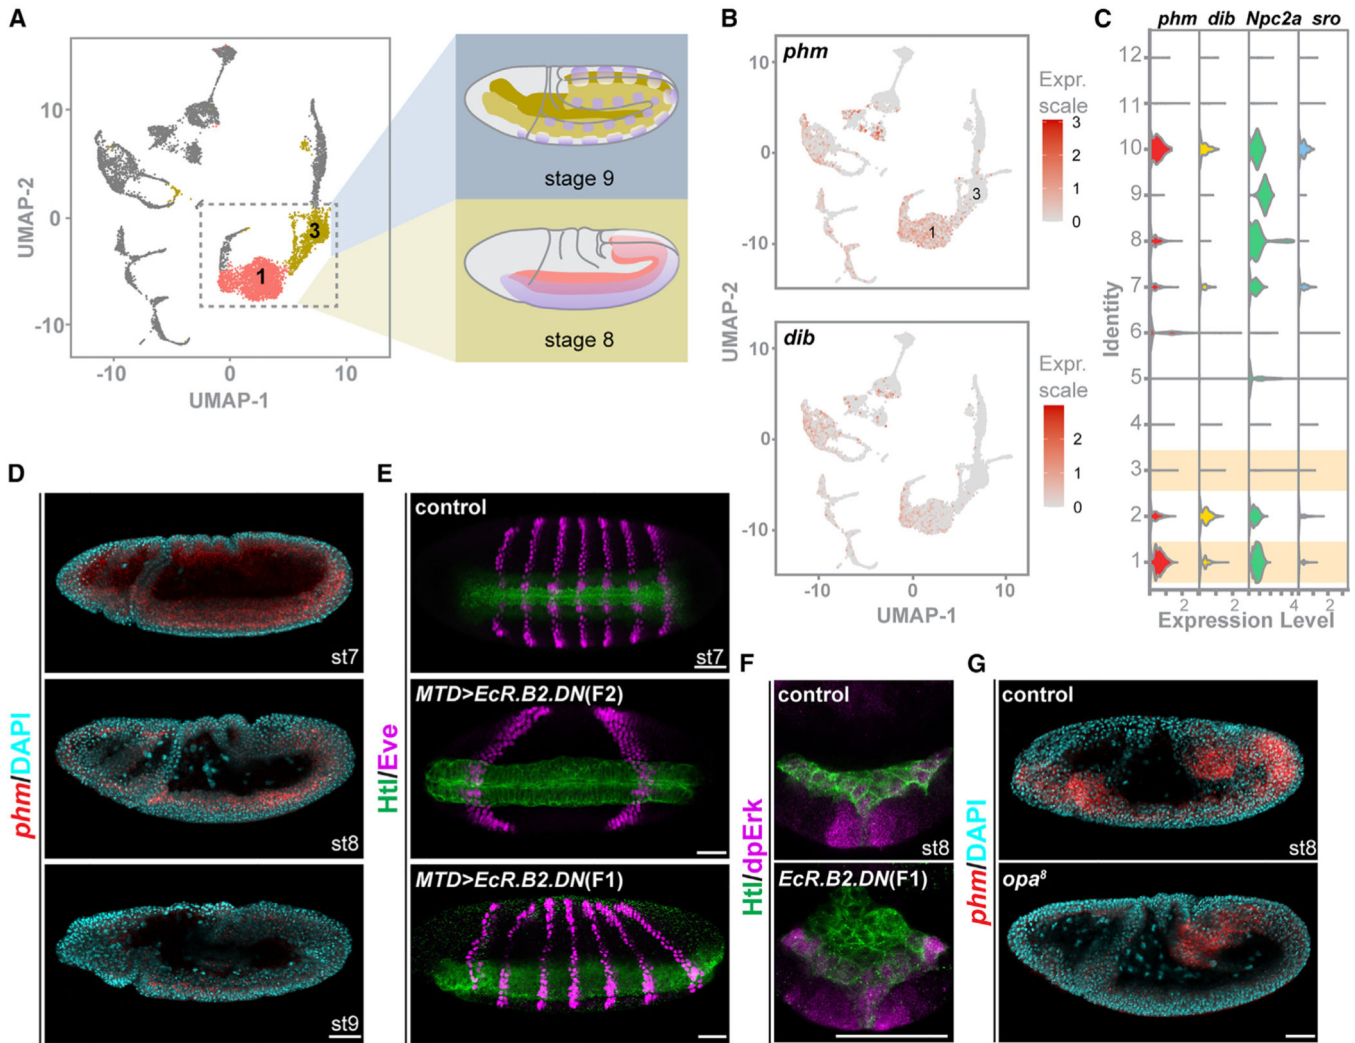 A
UMAP-2
10
0
-10
1
3
-10
0
10
UMAP-1
stage 9
stage 8
B
phm
10
0
-10
1
3
Expr.
scale
3
2
1
0
UMAP-2
dib
10
0
-10
-10
0
10
UMAP-1
Expr.
scale
2
1
0
C
phm dib Npc2a sro
Identity
12
11
10
9
8
7
6
5
4
3
2
1
2 2 4 2
Expression Level
D
phm/DAPI
st7
st8
st9
E
Htl/Eve
control
st7
MTD>EcR.B2.DN(F2)
MTD>EcR.B2.DN(F1)
F
Htl/dpErk
control
st8
EcR.B2.DN(F1)
G
phm/DAPI
control
st8
opa⁸